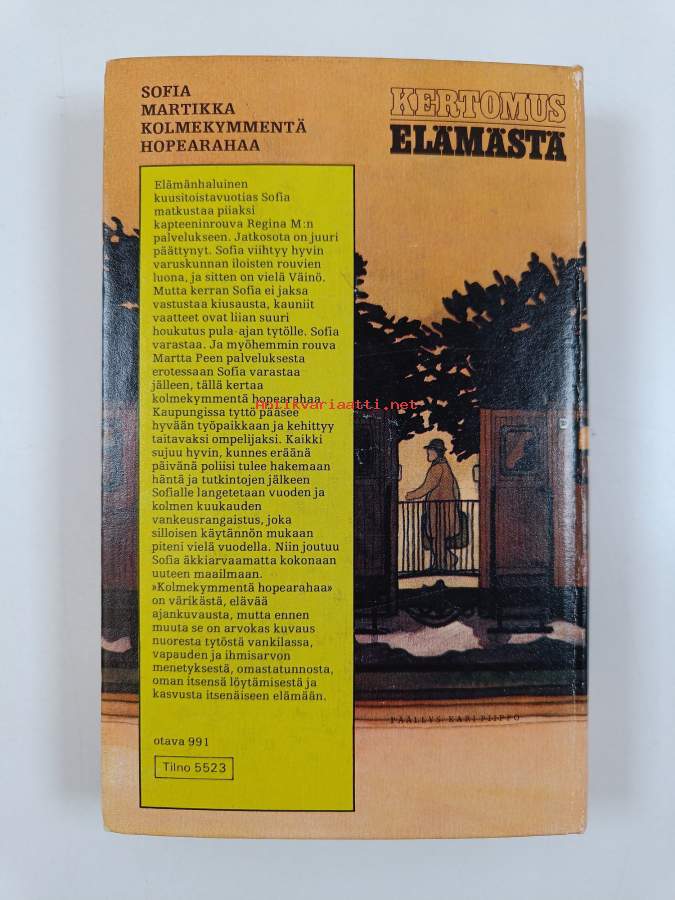 SOFIA
MARTIKKA
KOLMEKYMMENTÄ
HOPEARAHAA
KERTOMUS
ELÄMÄSTÄ
Elämänhaluinen
kuusitoistavuotias Sofia
matkustaa piiaksi
kapteeninrouva Regina M:n
palvelukseen. Jatkosota on juuri
päättynyt. Sofia viihtyy hyvin
varuskunnan iloisten rouvien
luona, ja sitten on vielä Väinö.
Mutta kerran Sofia ei jaksa
vastustaa kiusausta, kauniit
vaatteet ovat liian suuri
houkutus pula-ajan tytölle. Sofia
varastaa. Ja myöhemmin rouva
Martta Peen palveluksesta
erotessaan Sofia varastaa
jälleen, tällä kertaa
kolmekymmentä hopearahaa.
Antikvariaatti.net
Kaupungissa tyttö pääsee
hyvään työpaikkaan ja kehittyy
taitavaksi ompelijaksi. Kaikki
sujuu hyvin, kunnes eräänä
päivänä poliisi tulee hakemaan
häntä ja tutkintojen jälkeen
Sofialle langetetaan vuoden ja
kolmen kuukauden
vankeusrangaistus, joka
silloisen käytännön mukaan
piteni vielä vuodella. Niin joutuu
Sofia äkkiarvaamatta kokonaan
uuteen maailmaan.
»Kolmekymmentä hopearahaa»
on värikästä, elävää
ajankuvausta, mutta ennen
muuta se on arvokas kuvaus
nuoresta tytöstä vankilassa,
vapauden ja ihmisarvon
menetyksestä, omastatunnosta,
oman itsensä löytämisestä ja
kasvusta itsenäiseen elämään.
PÄÄLLYS KARI PIIPPO
otava 991
Tilno 5523